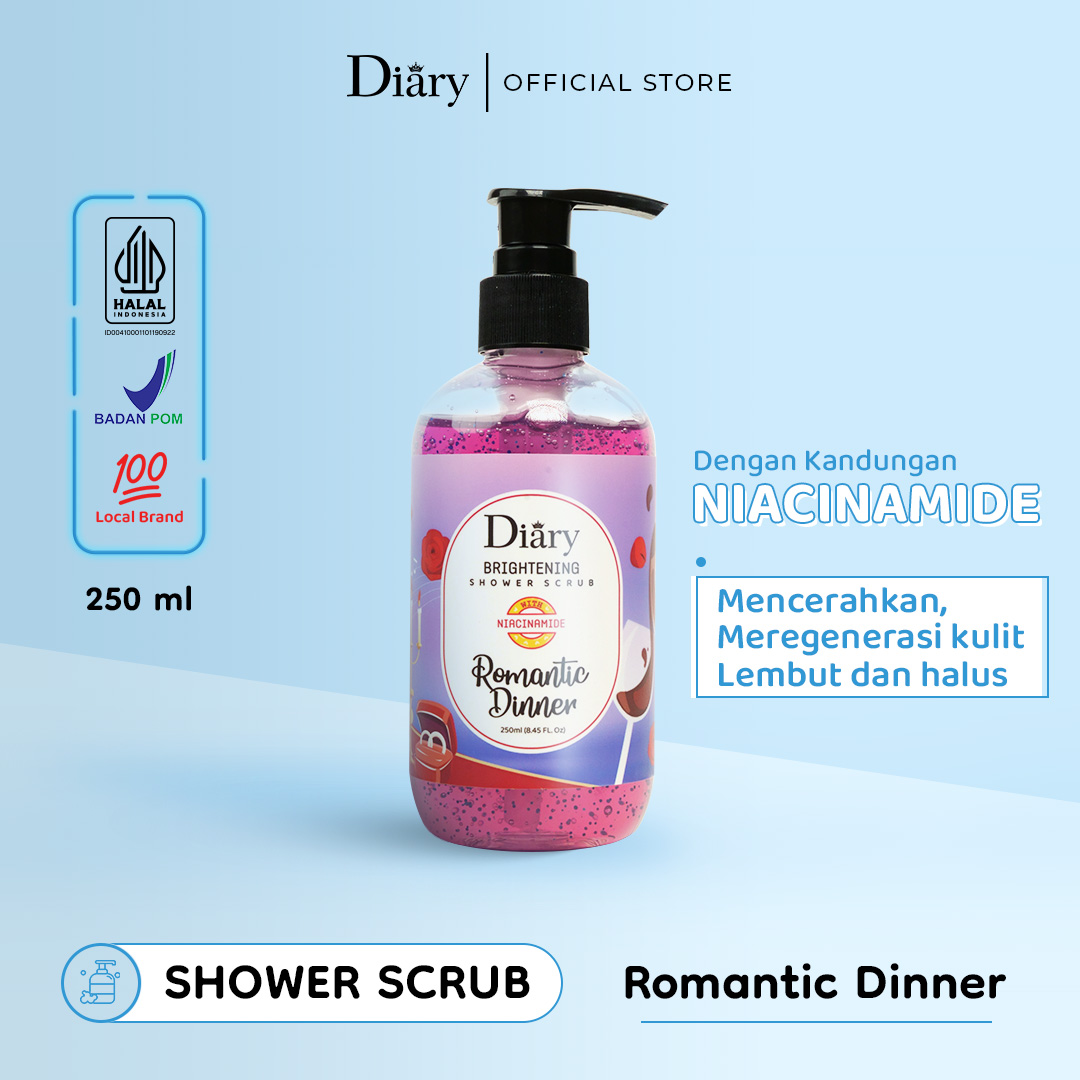 Diary | OFFICIAL STORE
HALAL
INDONESIA
ID00410001101190922
BADAN POM
100
Local Brand
250 ml
Dengan Kandungan
NIACINAMIDE
Mencerahkan,
Meregenerasi kulit
Lembut dan halus
Diary
BRIGHTENING
SHOWER SCRUB
WITH
NIACINAMIDE
Romantic
Dinner
250ml (8.45 FL. Oz)
SHOWER SCRUB
Romantic Dinner